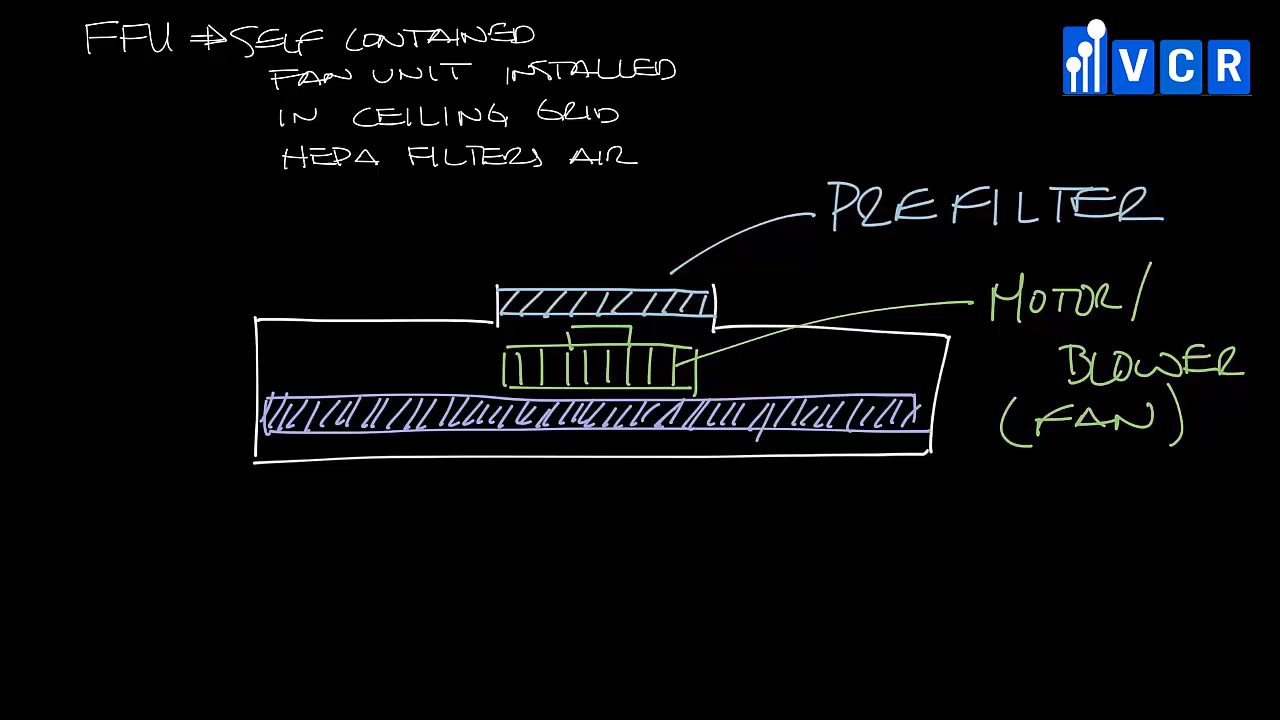 FFU ⇒ SELF CONTAINED
FAN UNIT INSTALLED
IN CEILING GRID
HEPA FILTERS AIR
VCR
PREFILTER
MOTOR/
BLOWER
(FAN)